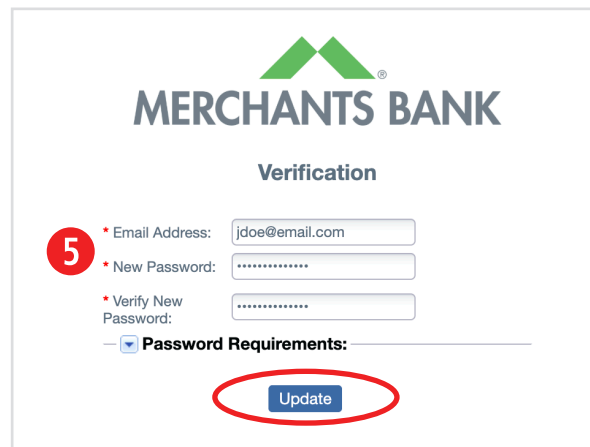 ®
MERCHANTS BANK
Verification
* Email Address: jdoe@email.com
5
* New Password: ••••••••••••••
* Verify New
Password: ••••••••••••••
Password Requirements:
Update